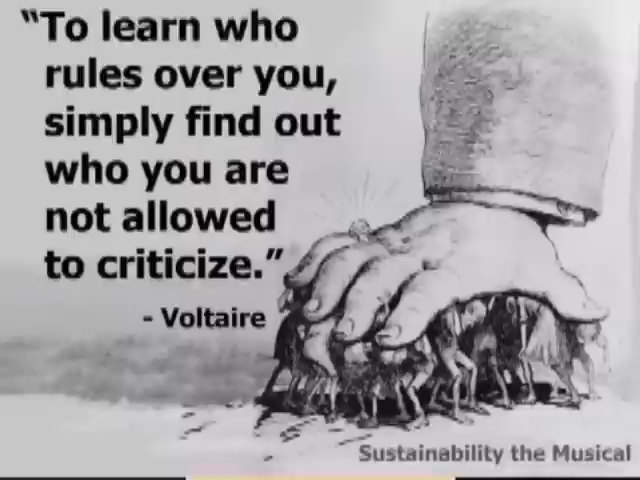 “To learn who
rules over you,
simply find out
who you are
not allowed
to criticize.”
- Voltaire
Sustainability the Musical